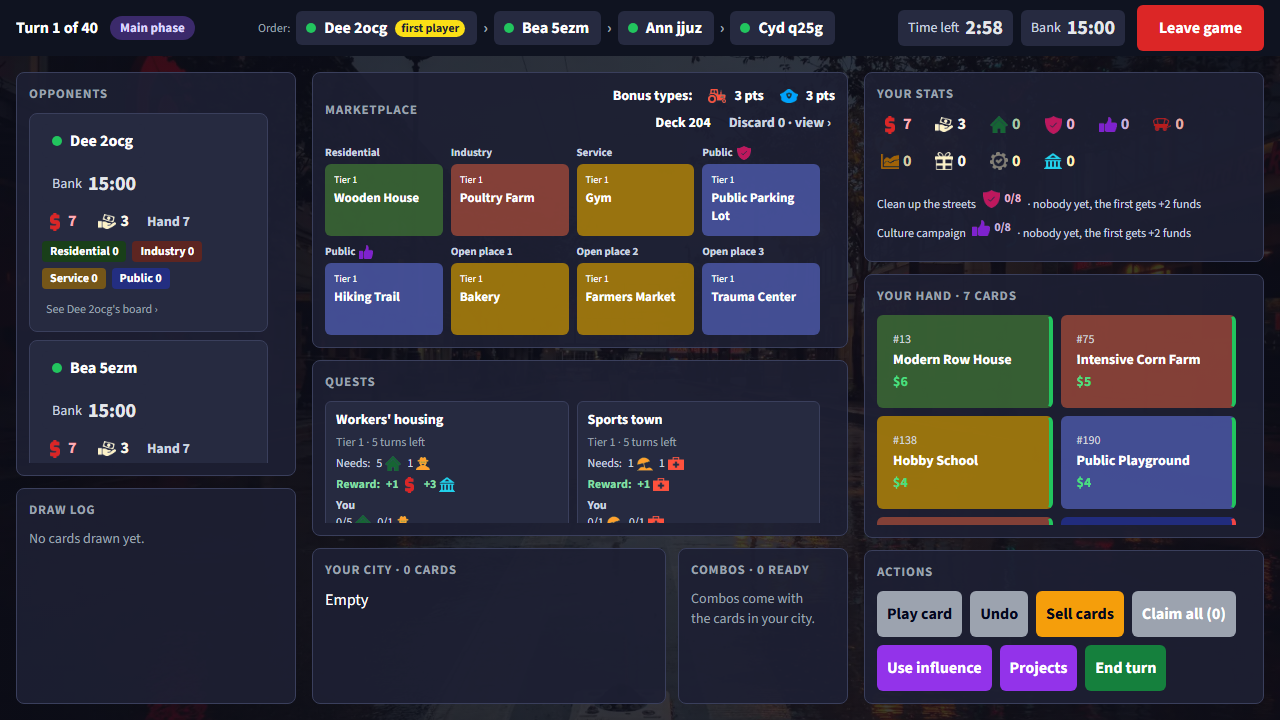 Turn 1 of 40 Main phase Order: Dee 2ocg first player › Bea 5ezm › Ann jjuz › Cyd q25g Time left 2:58 Bank 15:00 Leave game
OPPONENTS
Dee 2ocg
Bank 15:00
7 3 Hand 7
Residential 0 Industry 0
Service 0 Public 0
See Dee 2ocg's board ›
Bea 5ezm
Bank 15:00
7 3 Hand 7
DRAW LOG
No cards drawn yet.
MARKETPLACE
Bonus types: 3 pts 3 pts
Deck 204 Discard 0 · view ›
Residential Industry Service Public
Tier 1 Tier 1 Tier 1 Tier 1
Wooden House Poultry Farm Gym Public Parking
Lot
Public Open place 1 Open place 2 Open place 3
Tier 1 Tier 1 Tier 1 Tier 1
Hiking Trail Bakery Farmers Market Trauma Center
QUESTS
Workers' housing
Tier 1 · 5 turns left
Needs: 5 1
Reward: +1 +3
You
0/5 0/1
Sports town
Tier 1 · 5 turns left
Needs: 1 1
Reward: +1
You
0/1 0/1
YOUR CITY · 0 CARDS
Empty
COMBOS · 0 READY
Combos come with
the cards in your city.
YOUR STATS
7 3 0 0 0 0
0 0 0 0
Clean up the streets 0/8 · nobody yet, the first gets +2 funds
Culture campaign 0/8 · nobody yet, the first gets +2 funds
YOUR HAND · 7 CARDS
#13
Modern Row House
$6
#75
Intensive Corn Farm
$5
#138
Hobby School
$4
#190
Public Playground
$4
ACTIONS
Play card Undo Sell cards Claim all (0)
Use influence Projects End turn